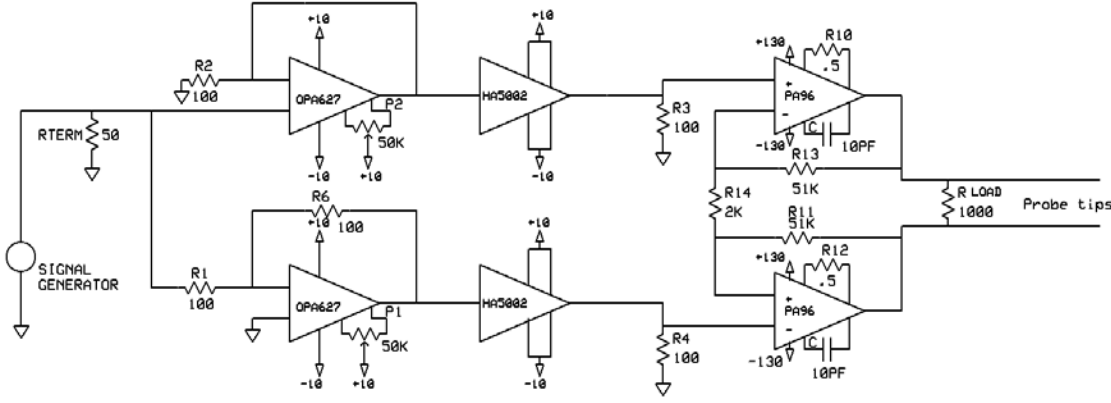 +10
+10
+130
R10
.5
R2
100
OPA627
P2
50K
HA5002
+
PA96
-
R3
100
C
10PF
RTERM
50
-10
+10
-10
-130
R13
51K
R14
2K
R11
51K
R LOAD
1000
Probe tips
R6
100
+10
+10
+130
R12
.5
SIGNAL
GENERATOR
R1
100
OPA627
P1
50K
HA5002
+
PA96
-
R4
100
C
10PF
-10
+10
-10
-130